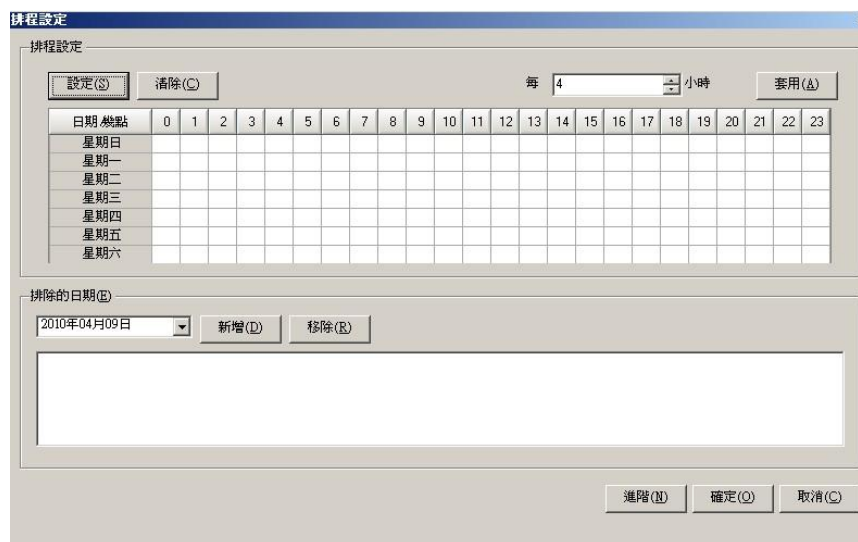 排程設定
排程設定
設定(S) 清除(C) 每 4 小時 套用(A)
日期/幾點 0 1 2 3 4 5 6 7 8 9 10 11 12 13 14 15 16 17 18 19 20 21 22 23
星期日
星期一
星期二
星期三
星期四
星期五
星期六
排除的日期(E)
2010年04月09日 新增(D) 移除(R)
進階(N) 確定(O) 取消(C)